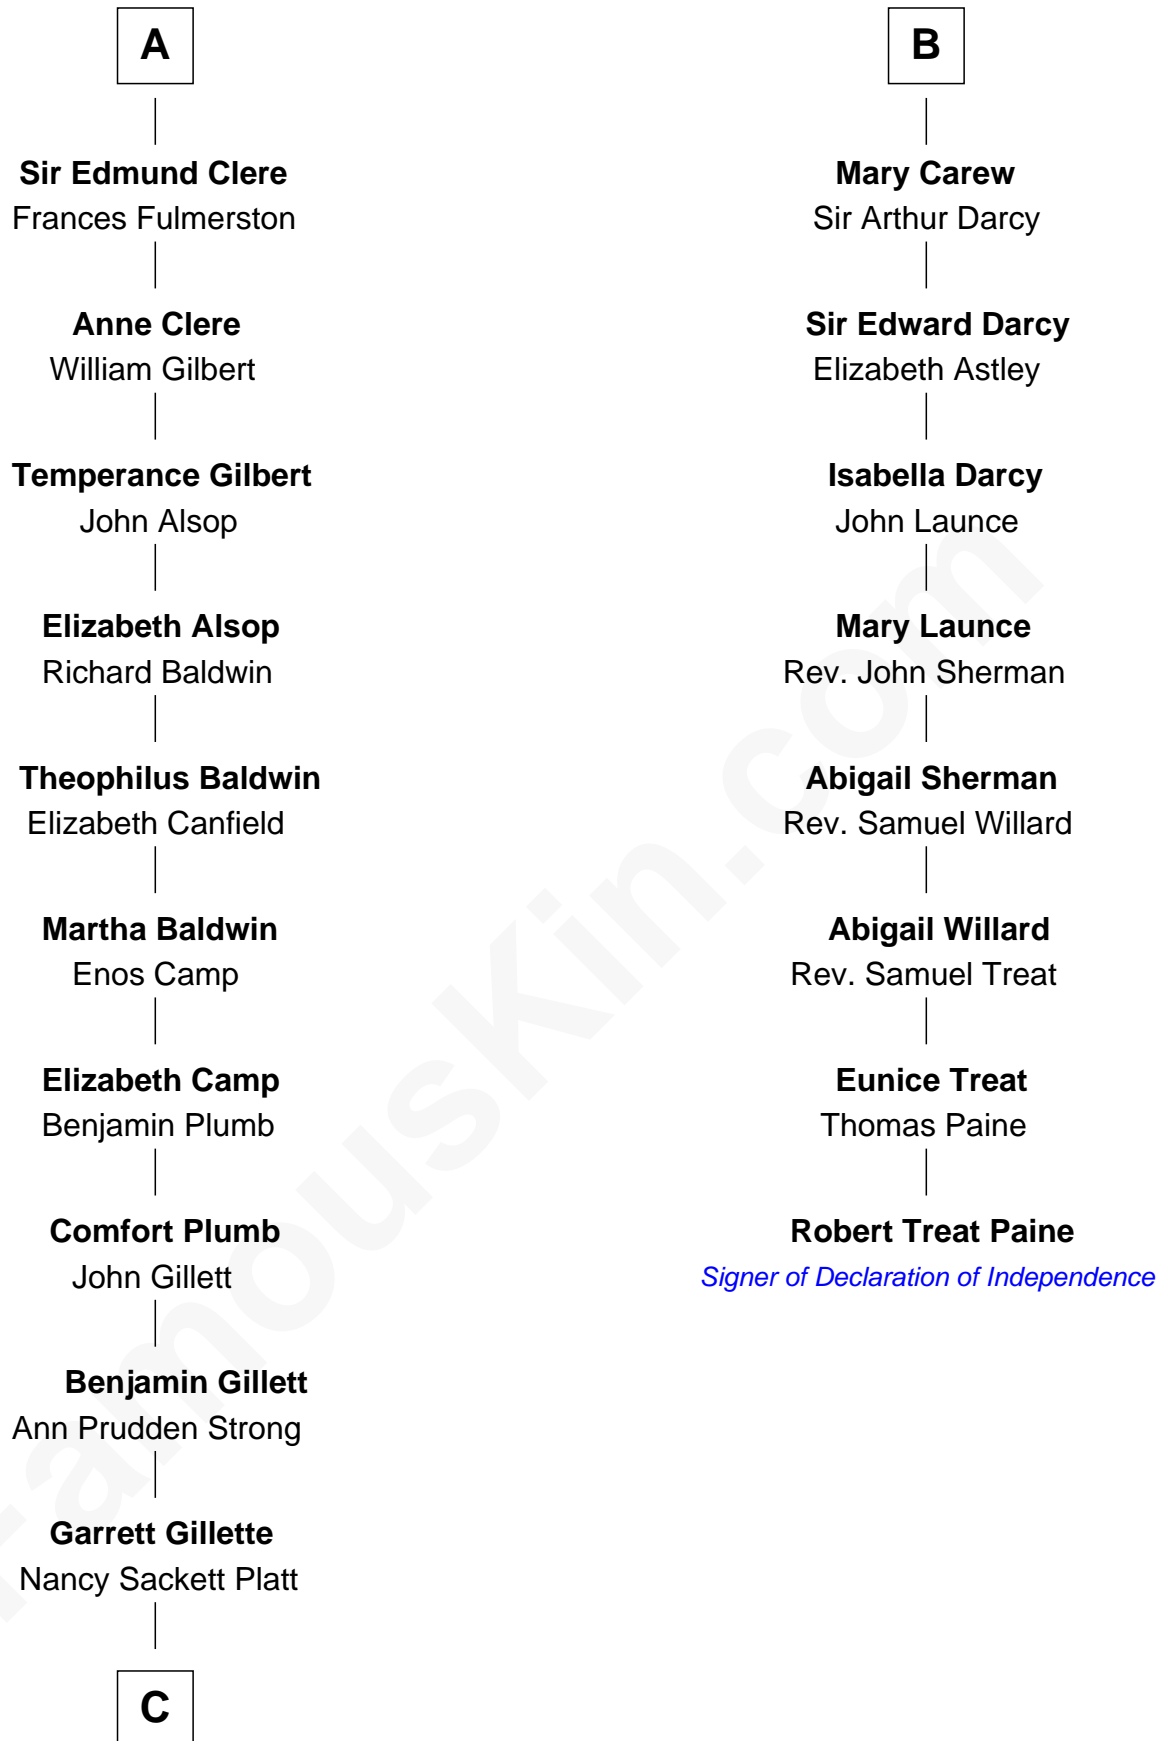 A
Sir Edmund Clere
Frances Fulmerston
Anne Clere
William Gilbert
Temperance Gilbert
John Alsop
Elizabeth Alsop
Richard Baldwin
Theophilus Baldwin
Elizabeth Canfield
Martha Baldwin
Enos Camp
Elizabeth Camp
Benjamin Plumb
Comfort Plumb
John Gillett
Benjamin Gillett
Ann Prudden Strong
Garrett Gillette
Nancy Sackett Platt
C
B
Mary Carew
Sir Arthur Darcy
Sir Edward Darcy
Elizabeth Astley
Isabella Darcy
John Launce
Mary Launce
Rev. John Sherman
Abigail Sherman
Rev. Samuel Willard
Abigail Willard
Rev. Samuel Treat
Eunice Treat
Thomas Paine
Robert Treat Paine
Signer of Declaration of Independence
FamousKin.com